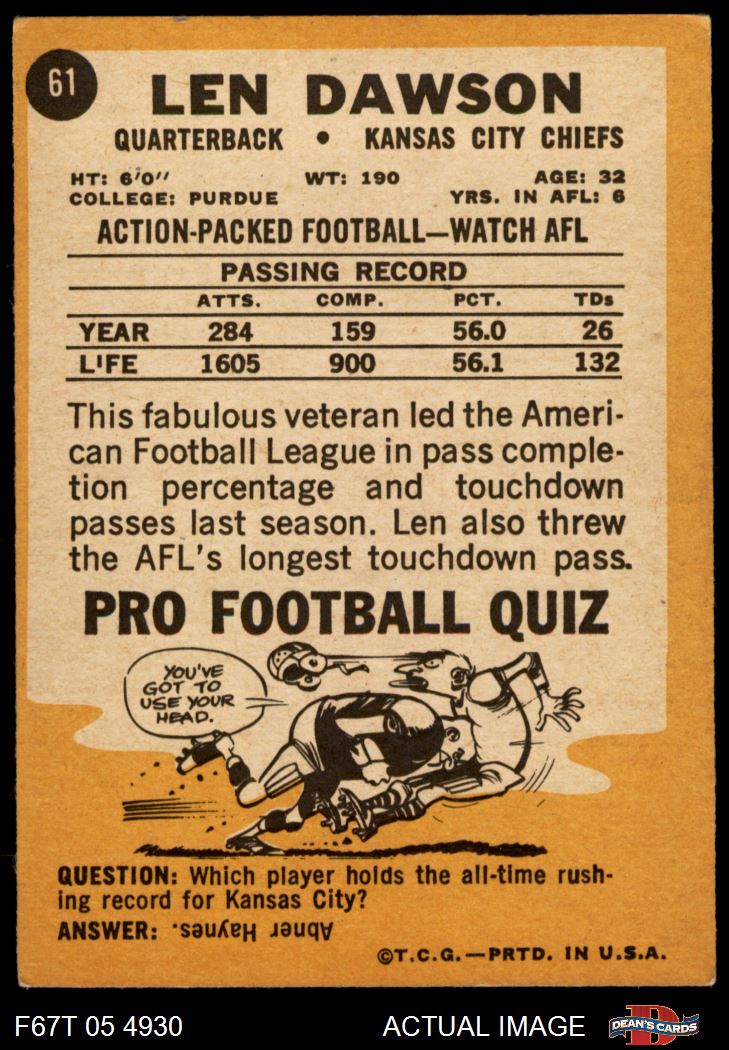 61
LEN DAWSON
QUARTERBACK • KANSAS CITY CHIEFS
HT: 6'0" WT: 190 AGE: 32
COLLEGE: PURDUE YRS. IN AFL: 6
ACTION-PACKED FOOTBALL—WATCH AFL
PASSING RECORD
ATTS. COMP. PCT. TDs
YEAR 284 159 56.0 26
LIFE 1605 900 56.1 132
This fabulous veteran led the Ameri-
can Football League in pass comple-
tion percentage and touchdown
passes last season. Len also threw
the AFL's longest touchdown pass.
PRO FOOTBALL QUIZ
YOU'VE
GOT TO
USE YOUR
HEAD.
QUESTION: Which player holds the all-time rush-
ing record for Kansas City?
ANSWER: Abner Haynes.
©T.C.G.—PRTD. IN U.S.A.
F67T 05 4930 ACTUAL IMAGE DEAN'S CARDS